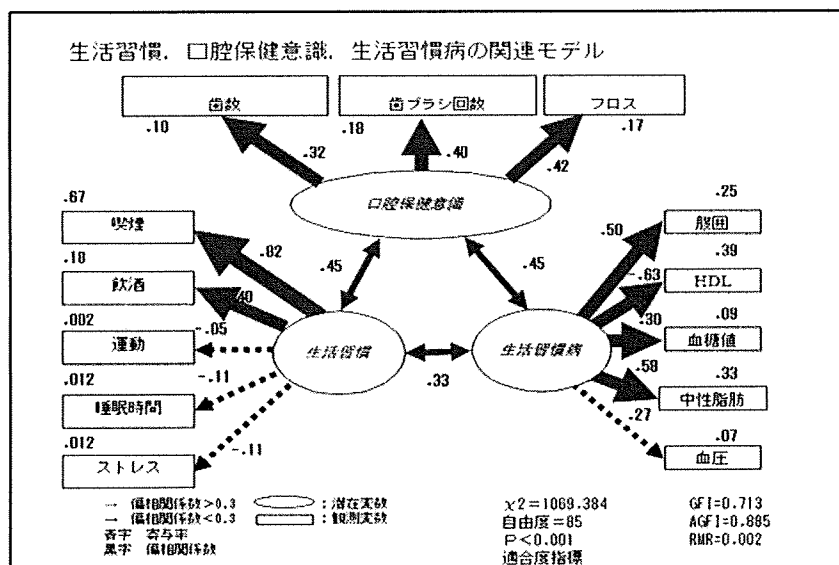 生活習慣，口腔保健意識，生活習慣病の関連モデル
歯数
歯ブラシ回数
フロス
.10
.18
.17
.32
.40
.42
口腔保健意識
.67
喫煙
.82
.18
飲酒
.40
.002
運動
-.05
.012
睡眠時間
-.11
.012
ストレス
-.11
生活習慣
.45
.45
.33
生活習慣病
.25
腹囲
.50
.39
HDL
-.63
.09
血糖値
.30
.33
中性脂肪
.58
.07
血圧
.27
→ 偏相関係数>0.3
→ 偏相関係数<0.3
青字 寄与率
黒字 偏相関係数
：潜在変数
：観測変数
χ2=1069.384
自由度=85
P<0.001
適合度指標
GFI=0.713
AGFI=0.885
RMR=0.002